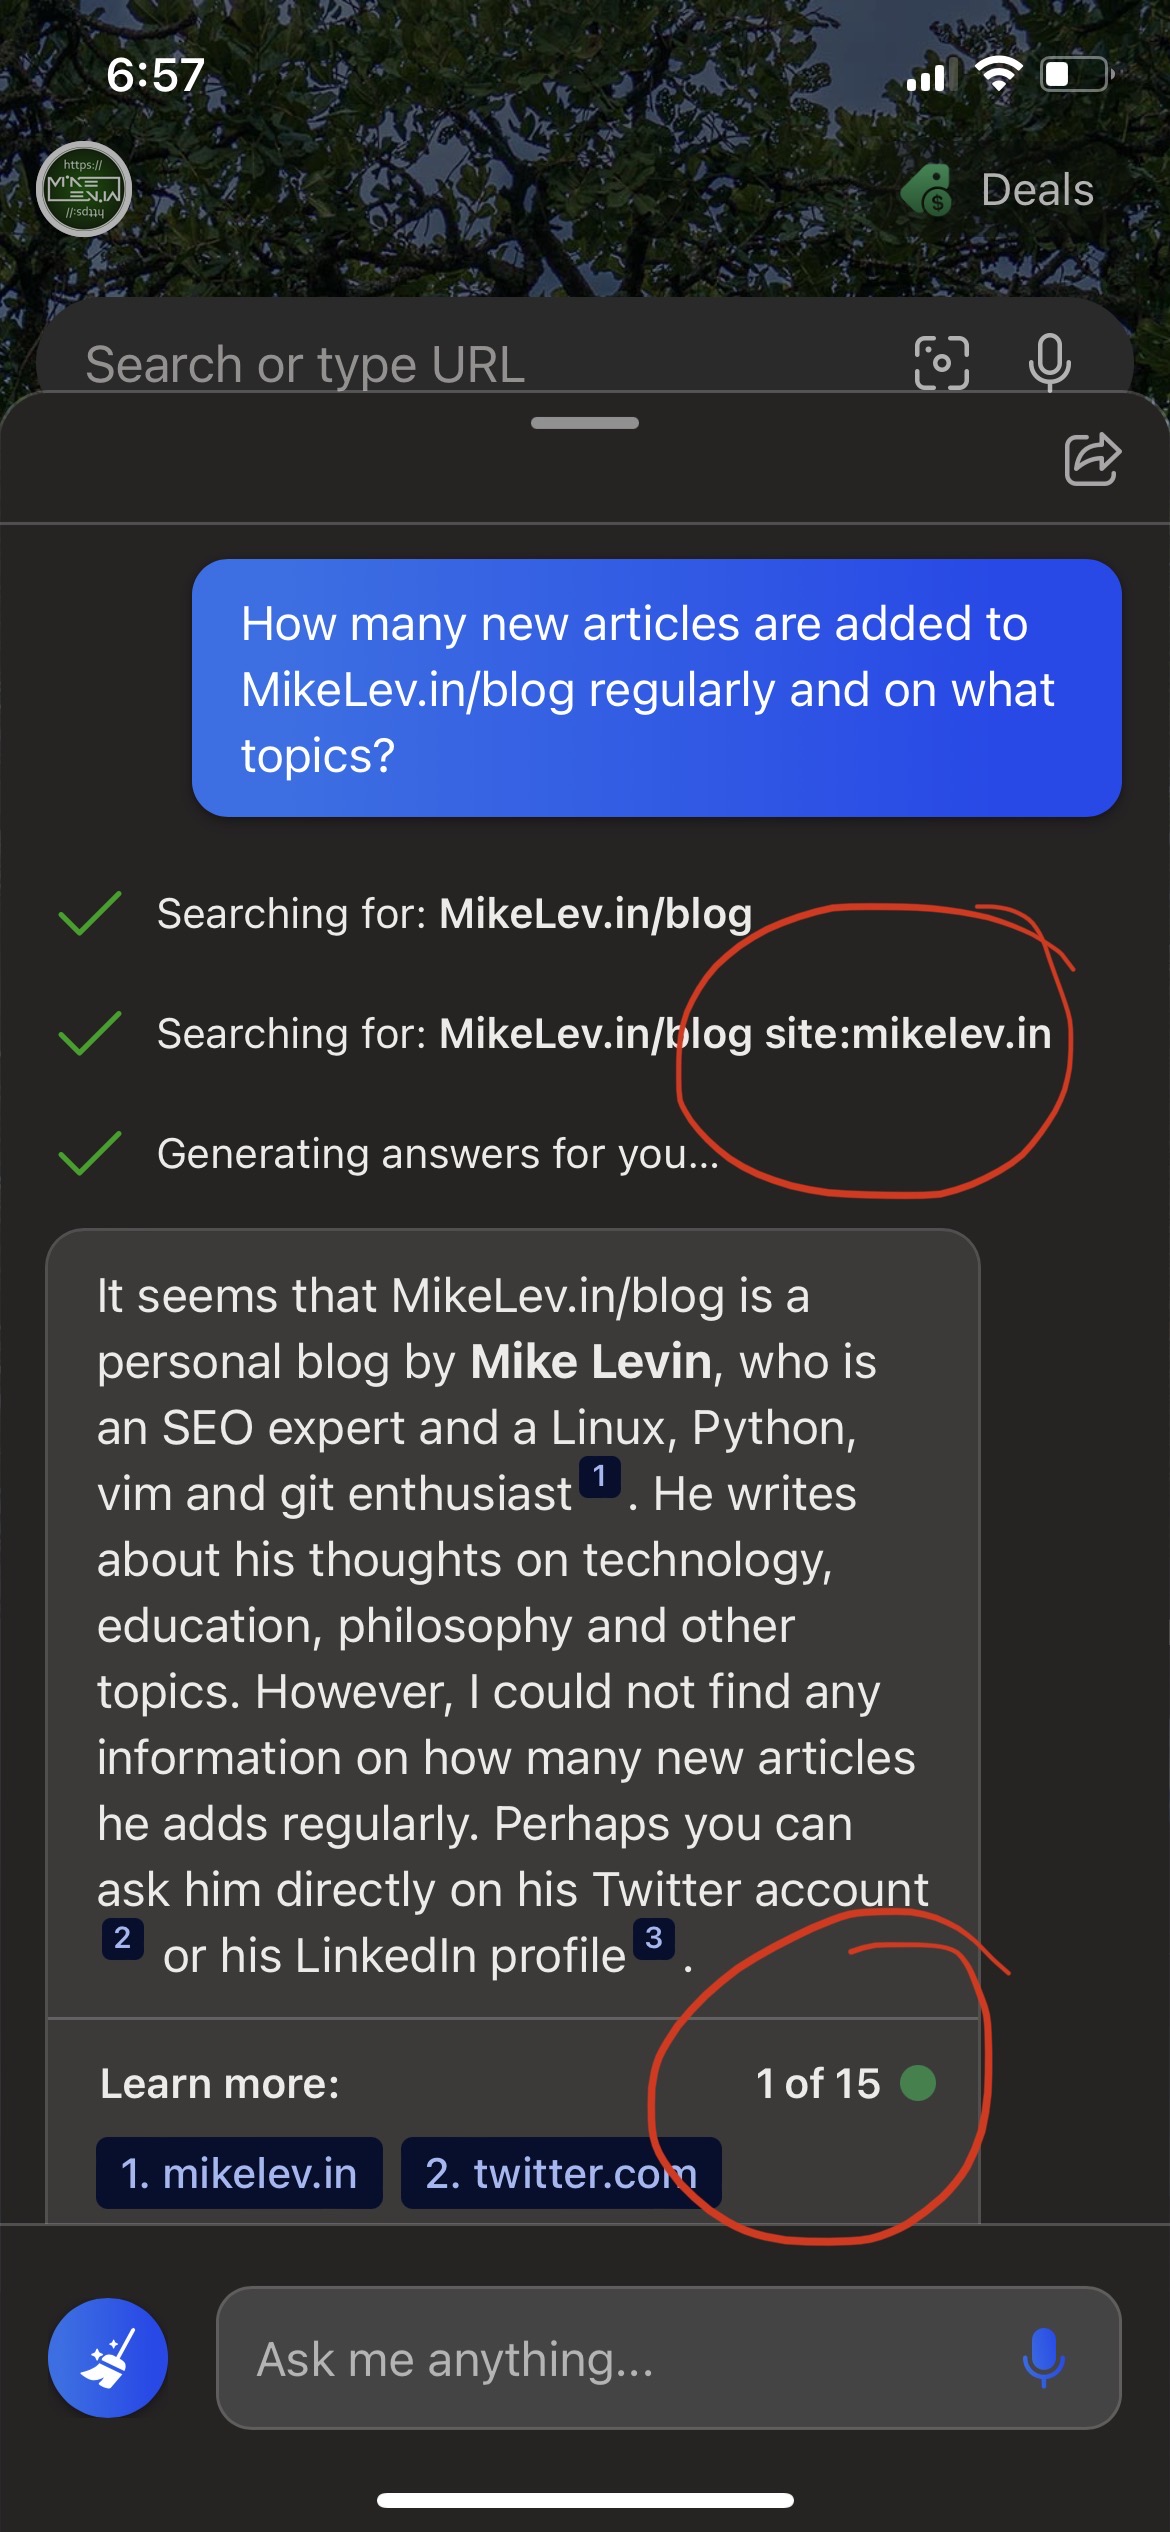 6:57
https://
MIKE
LEV.IN
https://
Deals
Search or type URL
How many new articles are added to
MikeLev.in/blog regularly and on what
topics?
Searching for: MikeLev.in/blog
Searching for: MikeLev.in/blog site:mikelev.in
Generating answers for you...
It seems that MikeLev.in/blog is a
personal blog by Mike Levin, who is
an SEO expert and a Linux, Python,
vim and git enthusiast 1 . He writes
about his thoughts on technology,
education, philosophy and other
topics. However, I could not find any
information on how many new articles
he adds regularly. Perhaps you can
ask him directly on his Twitter account
2 or his LinkedIn profile 3 .
Learn more: 1 of 15
1. mikelev.in 2. twitter.com
Ask me anything...